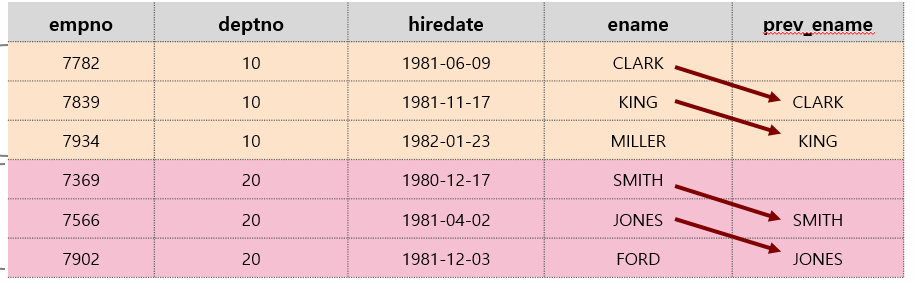 empno deptno hiredate ename prev_ename
7782 10 1981-06-09 CLARK
7839 10 1981-11-17 KING CLARK
7934 10 1982-01-23 MILLER KING
7369 20 1980-12-17 SMITH
7566 20 1981-04-02 JONES SMITH
7902 20 1981-12-03 FORD JONES